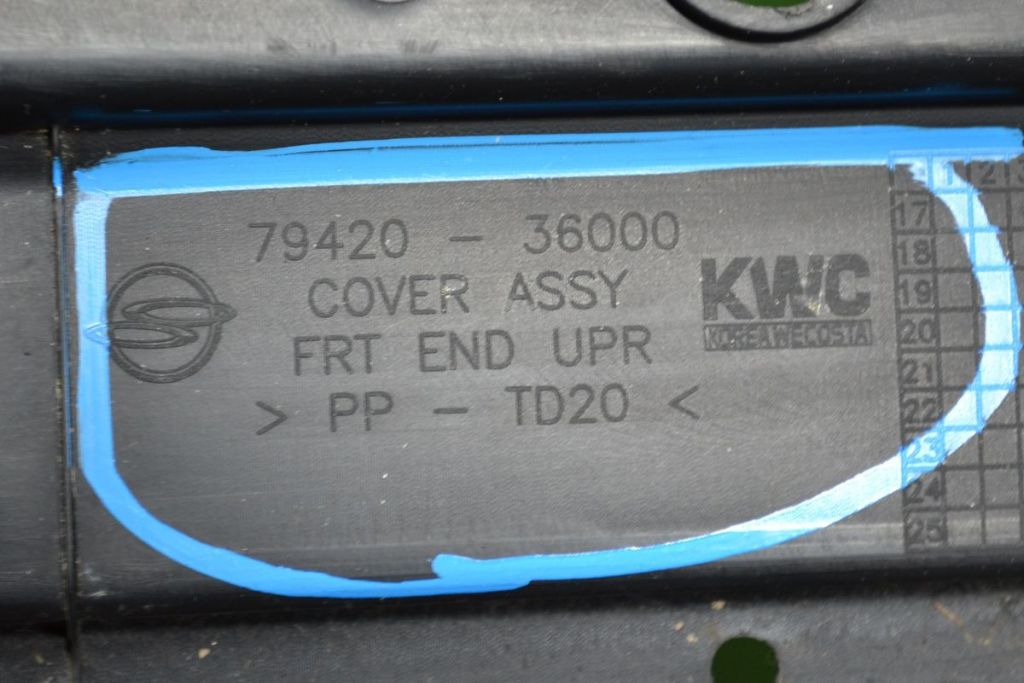 79420 - 36000
COVER ASSY
FRT END UPR
> PP - TD20 <
KWC
KOREA WECOSTA
1 2 3
17
18
19
20
21
22
23
24
25